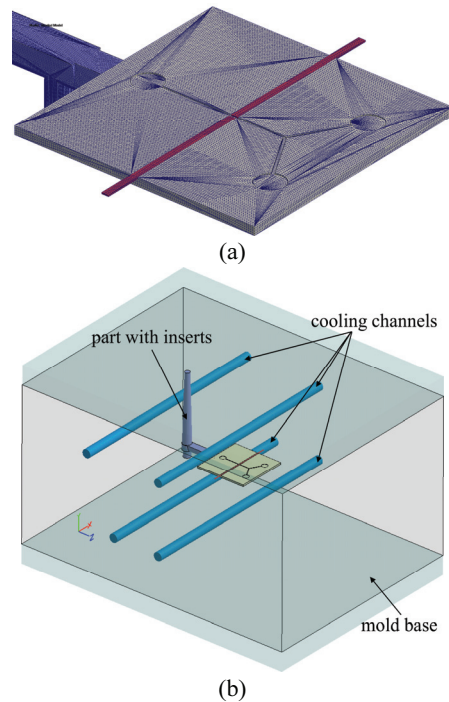 (a)
cooling channels
part with inserts
Y
X
Z
mold base
(b)